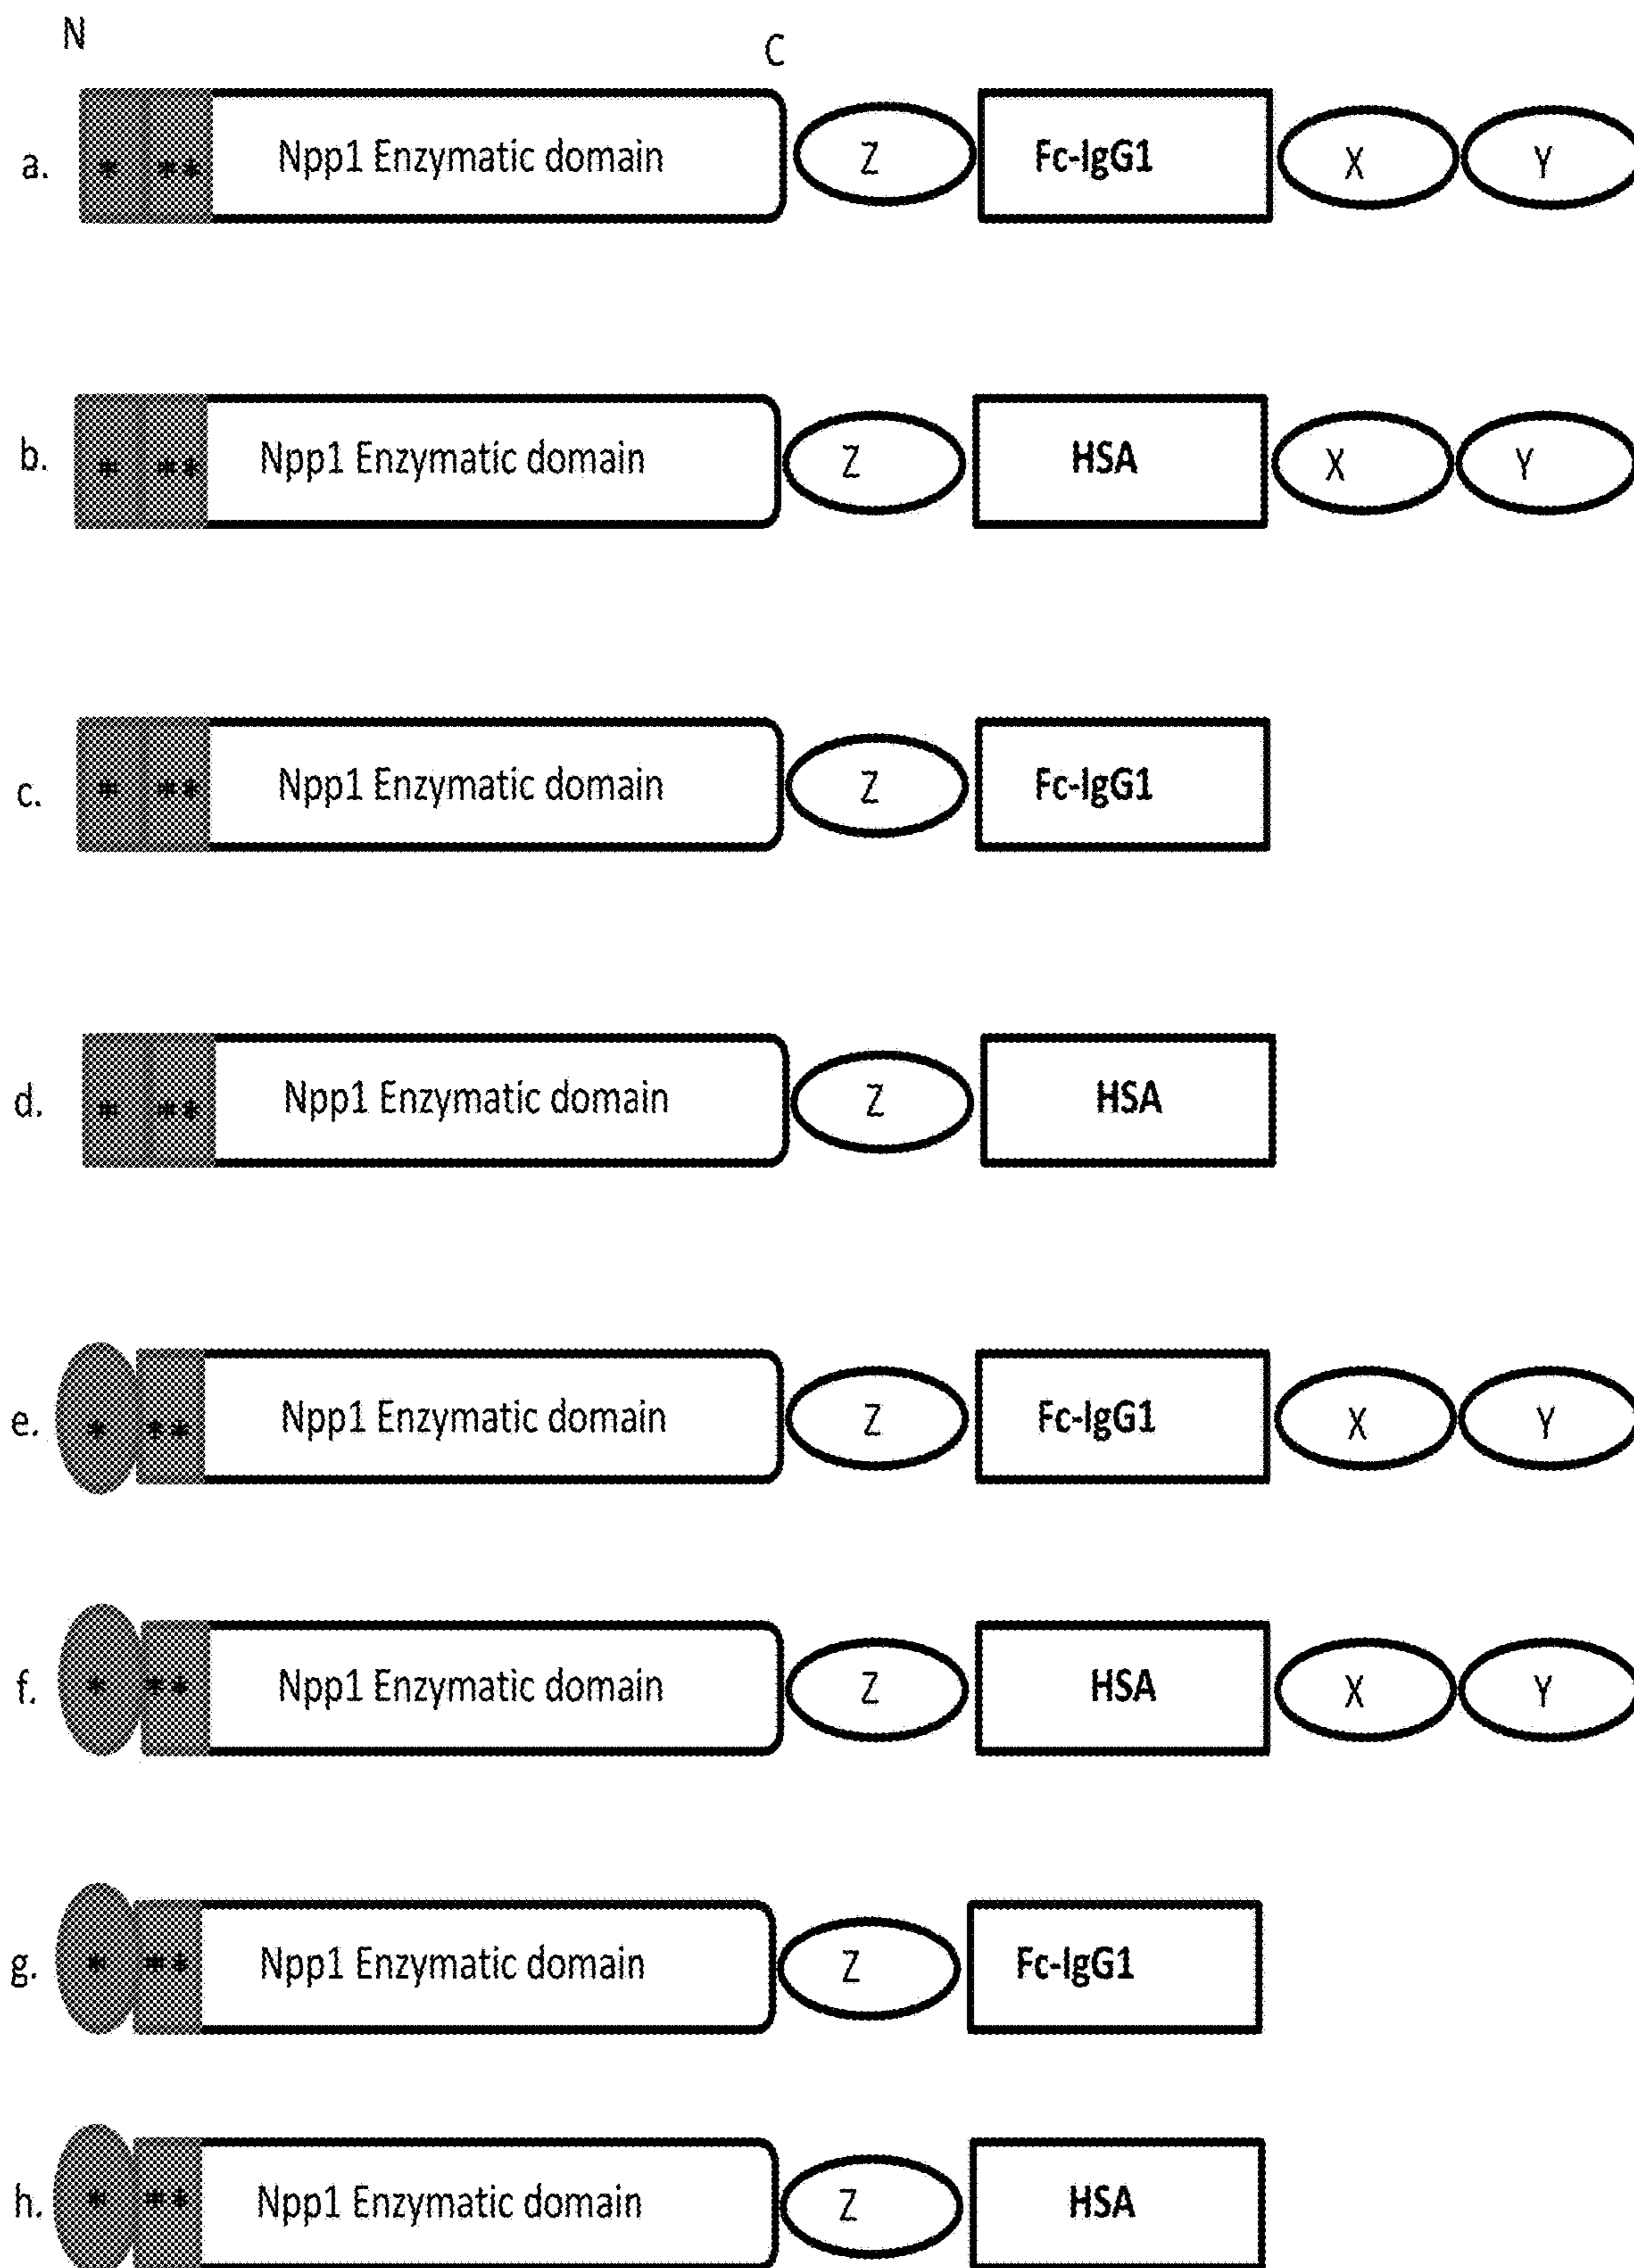 N
C
a. * ** Npp1 Enzymatic domain Z Fc-IgG1 X Y
b. * ** Npp1 Enzymatic domain Z HSA X Y
c. * ** Npp1 Enzymatic domain Z Fc-IgG1
d. * ** Npp1 Enzymatic domain Z HSA
e. * ** Npp1 Enzymatic domain Z Fc-IgG1 X Y
f. * ** Npp1 Enzymatic domain Z HSA X Y
g. * ** Npp1 Enzymatic domain Z Fc-IgG1
h. * ** Npp1 Enzymatic domain Z HSA